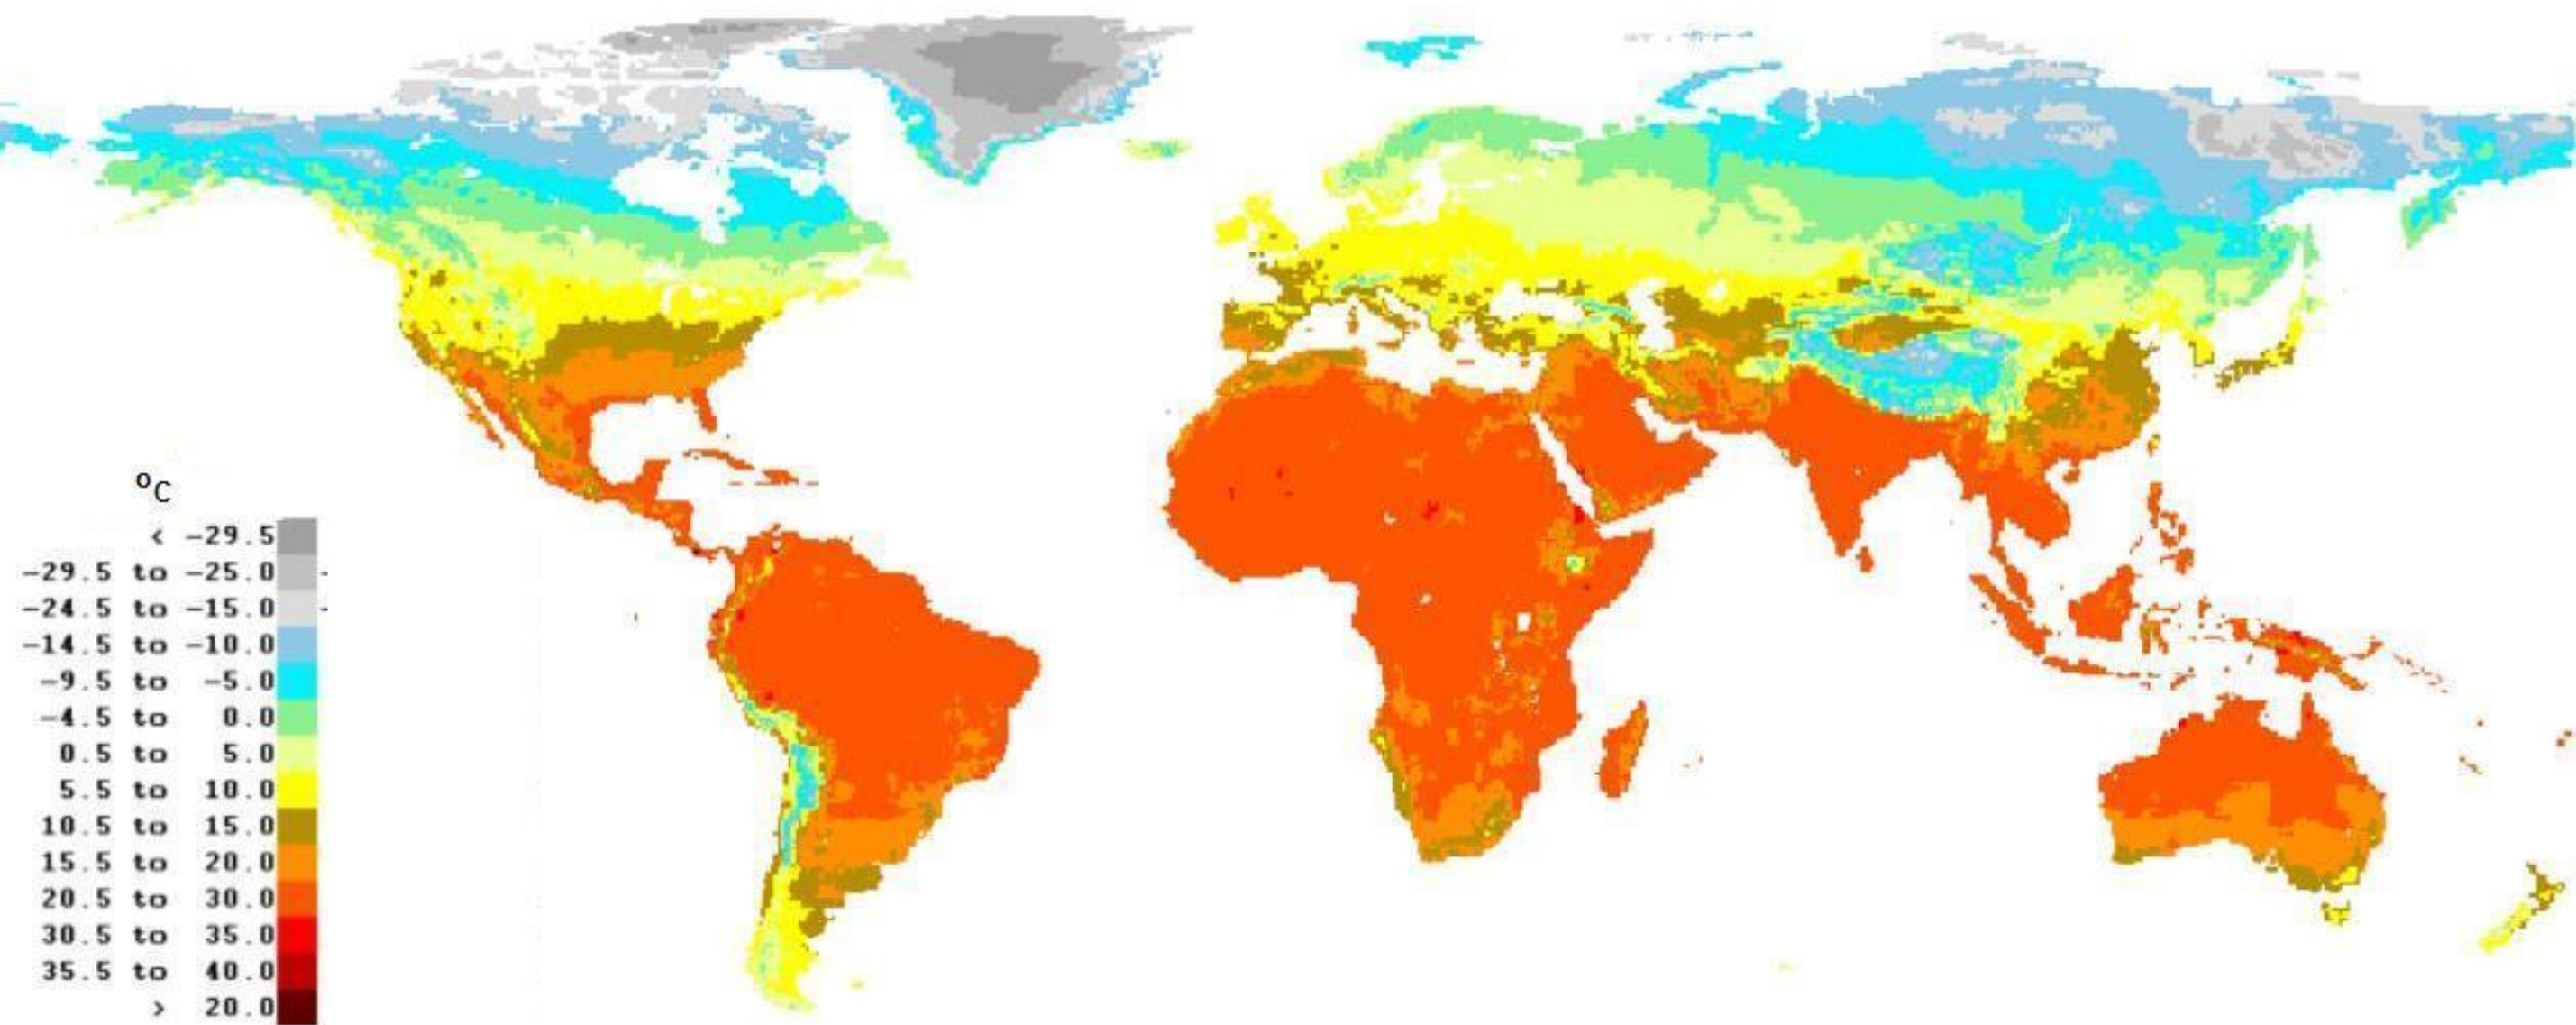 °C
< -29.5
-29.5 to -25.0 -
-24.5 to -15.0 -
-14.5 to -10.0
-9.5 to -5.0
-4.5 to 0.0
0.5 to 5.0
5.5 to 10.0
10.5 to 15.0
15.5 to 20.0
20.5 to 30.0
30.5 to 35.0
35.5 to 40.0
> 20.0